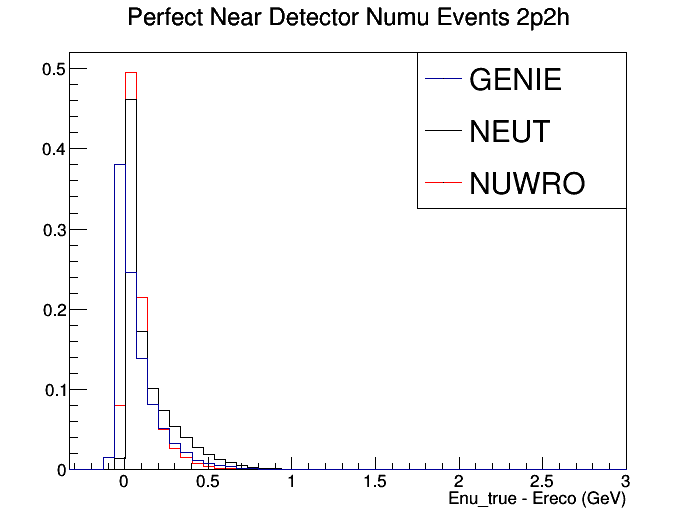 Perfect Near Detector Numu Events 2p2h
GENIE
NEUT
NUWRO
0.5
0.4
0.3
0.2
0.1
0
0 0.5 1 1.5 2 2.5 3
Enu_true - Ereco (GeV)